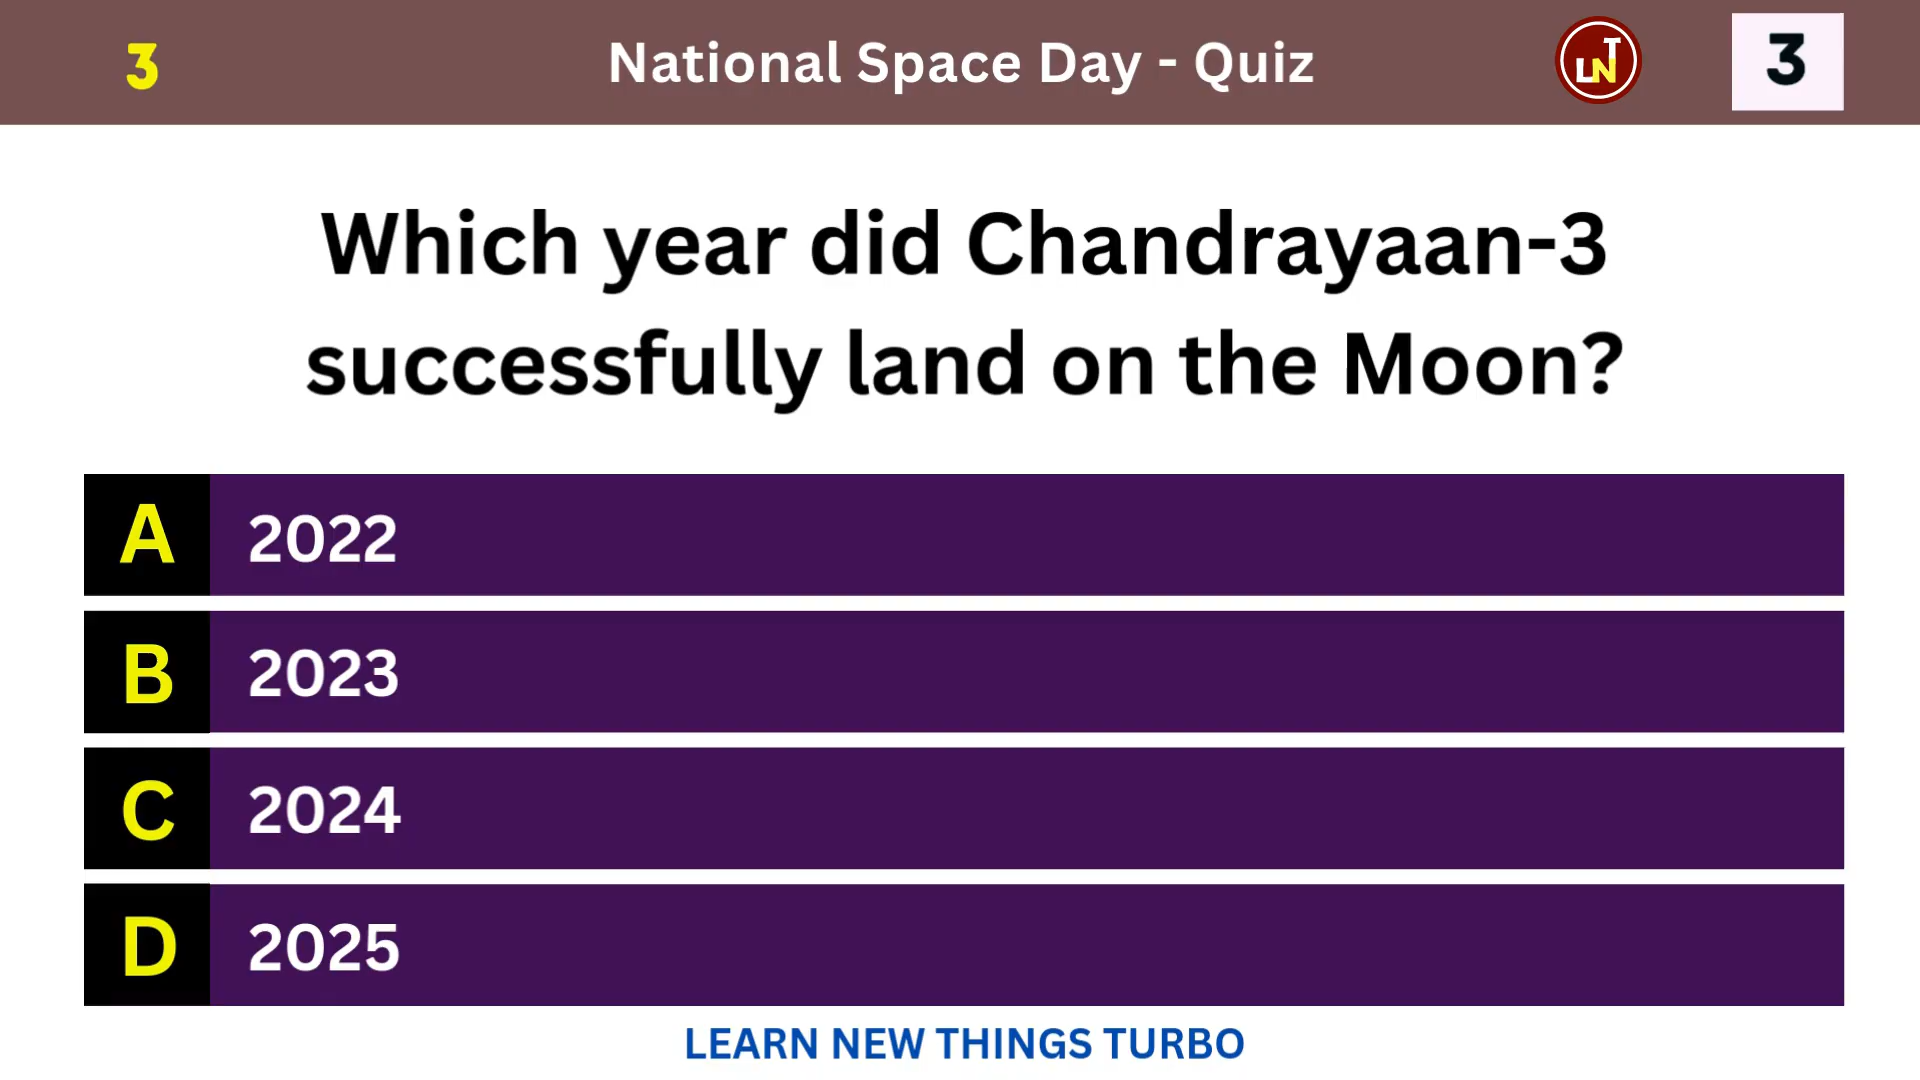 3
National Space Day - Quiz
LNT
3
Which year did Chandrayaan-3
successfully land on the Moon?
A 2022
B 2023
C 2024
D 2025
LEARN NEW THINGS TURBO